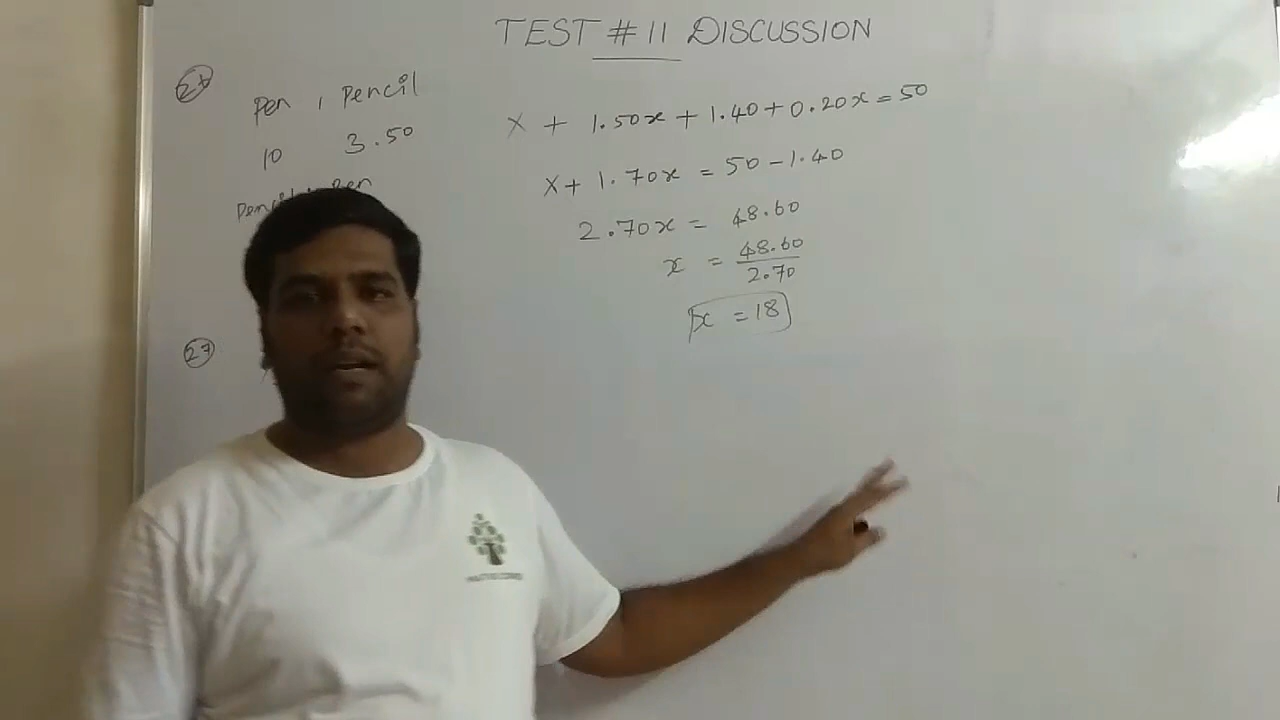 TEST # 11 DISCUSSION
Pen , Pencil
10 3.50
Pen
x + 1.50x + 1.40 + 0.20x = 50
x + 1.70x = 50 - 1.40
2.70x = 48.60
x = 48.60
2.70
x = 18
27